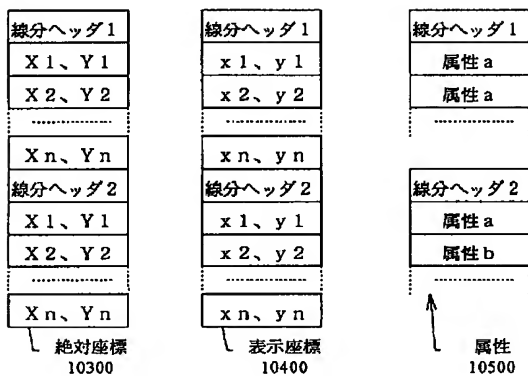 線分ヘッダ1
X1、Y1
X2、Y2
Xn、Yn
線分ヘッダ2
X1、Y1
X2、Y2
Xn、Yn
絶対座標
10300
線分ヘッダ1
x1、y1
x2、y2
xn、yn
線分ヘッダ2
x1、y1
x2、y2
xn、yn
表示座標
10400
線分ヘッダ1
属性a
属性a
線分ヘッダ2
属性a
属性b
属性
10500